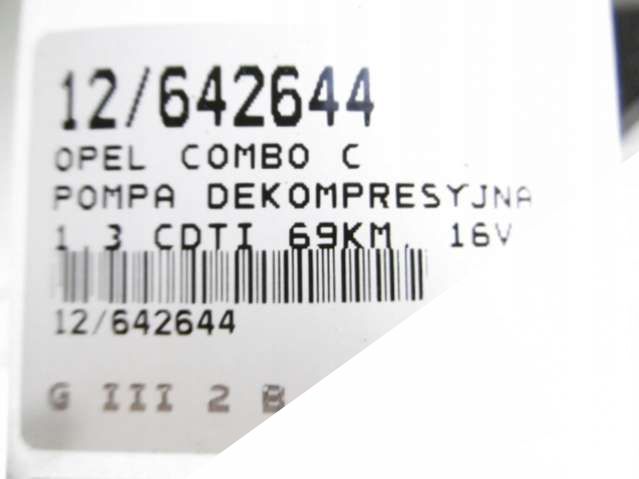 12/642644
OPEL COMBO C
POMPA DEKOMPRESYJNA
1.3 CDTI 69KM, 16V
12/642644
G III 2 B